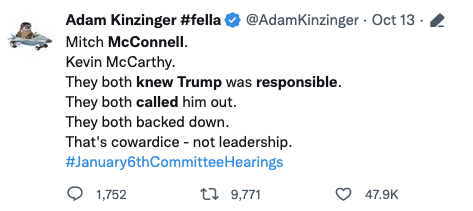 Adam Kinzinger #fella @AdamKinzinger · Oct 13 ·
Mitch McConnell.
Kevin McCarthy.
They both knew Trump was responsible.
They both called him out.
They both backed down.
That's cowardice - not leadership.
#January6thCommitteeHearings
1,752 9,771 47.9K